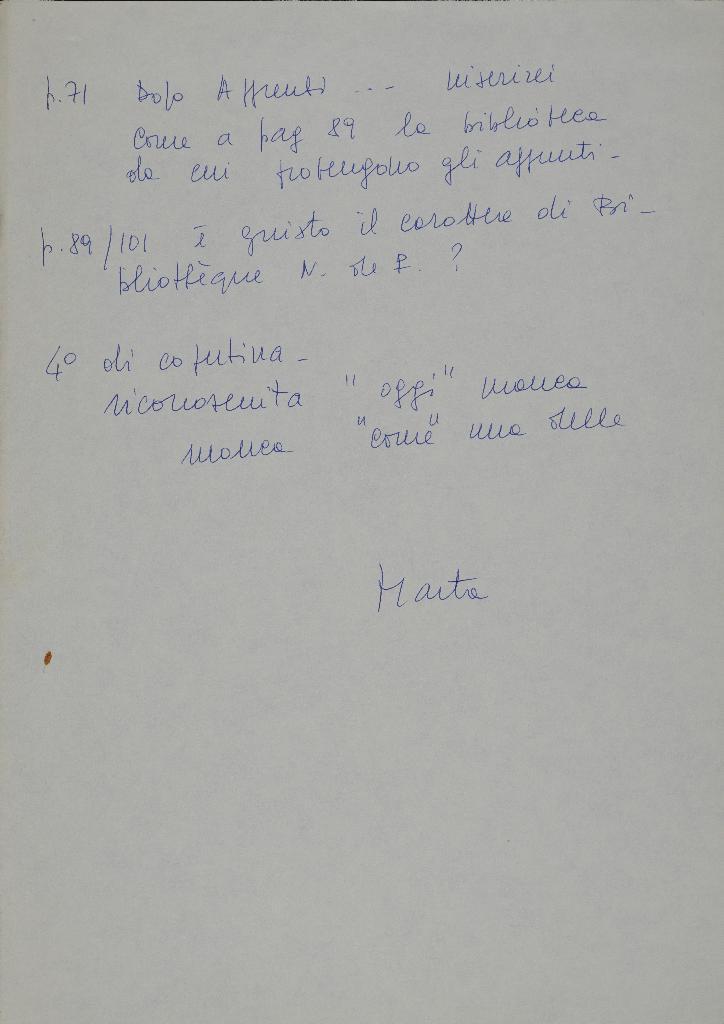 p.71 Dopo Appunti ... inserirei
come a pag 89 la biblioteca
da cui provengono gli appunti -
p.89/101 è giusto il carattere di Bi-
bliothèque N. de P. ?
4° di copertina -
riconosciuta "oggi" manca
manca "come" una delle
Marta